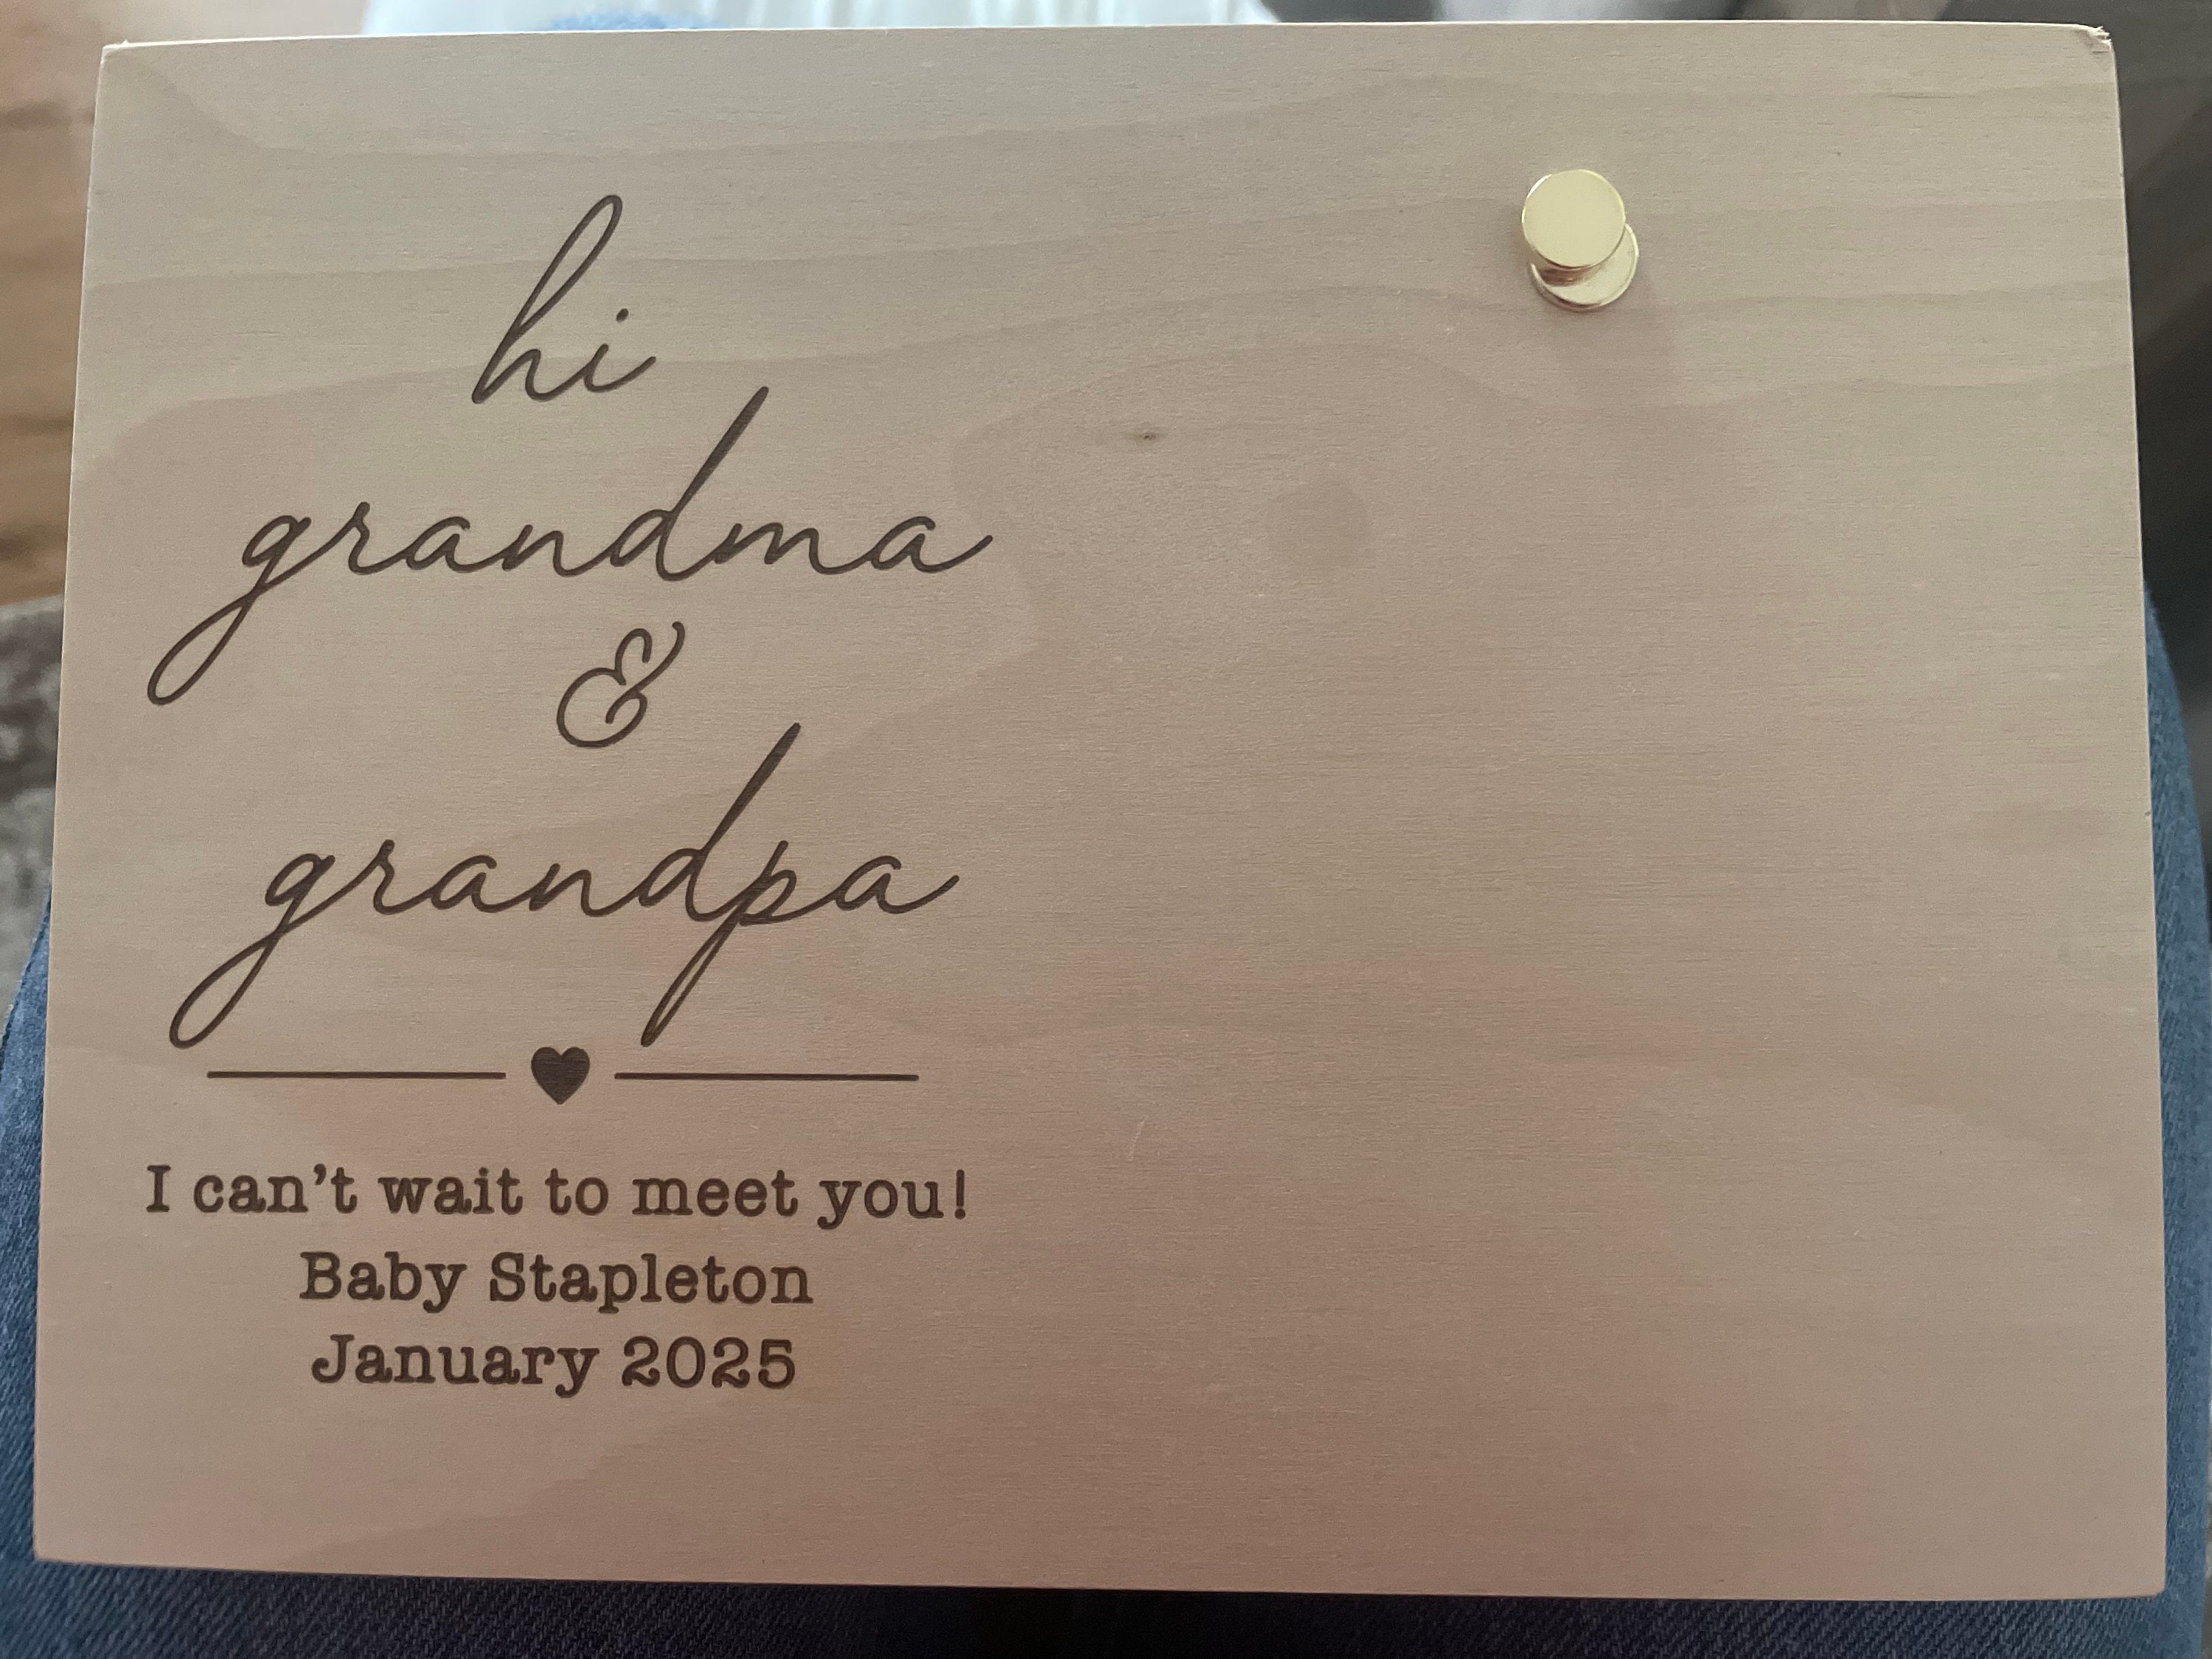 hi
grandma
&
grandpa
I can’t wait to meet you!
Baby Stapleton
January 2025